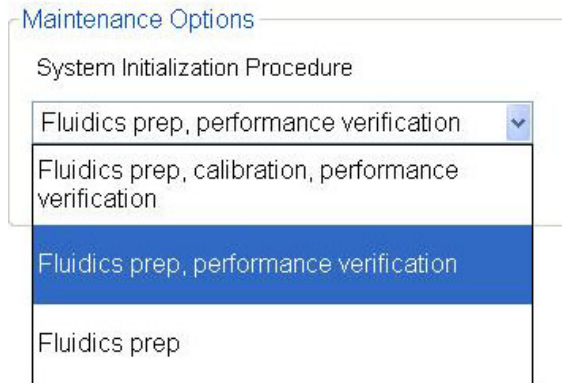 Maintenance Options
System Initialization Procedure
Fluidics prep, performance verification
Fluidics prep, calibration, performance
verification
Fluidics prep, performance verification
Fluidics prep